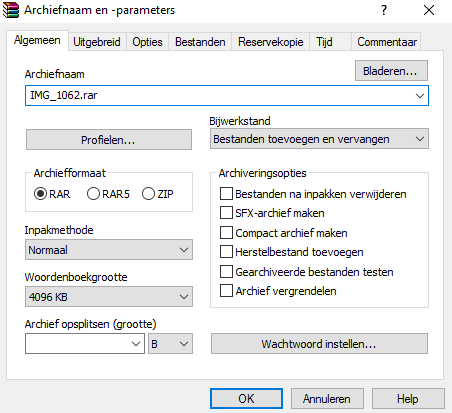 Archiefnaam en -parameters
Algemeen Uitgebreid Opties Bestanden Reservekopie Tijd Commentaar
Archiefnaam
Bladeren...
IMG_1062.rar
Profielen...
Bijwerkstand
Bestanden toevoegen en vervangen
Archiefformaat
RAR RAR5 ZIP
Inpakmethode
Normaal
Woordenboekgrootte
4096 KB
Archief opsplitsen (grootte)
B
Archiveringsopties
Bestanden na inpakken verwijderen
SFX-archief maken
Compact archief maken
Herstelbestand toevoegen
Gearchiveerde bestanden testen
Archief vergrendelen
Wachtwoord instellen...
OK Annuleren Help